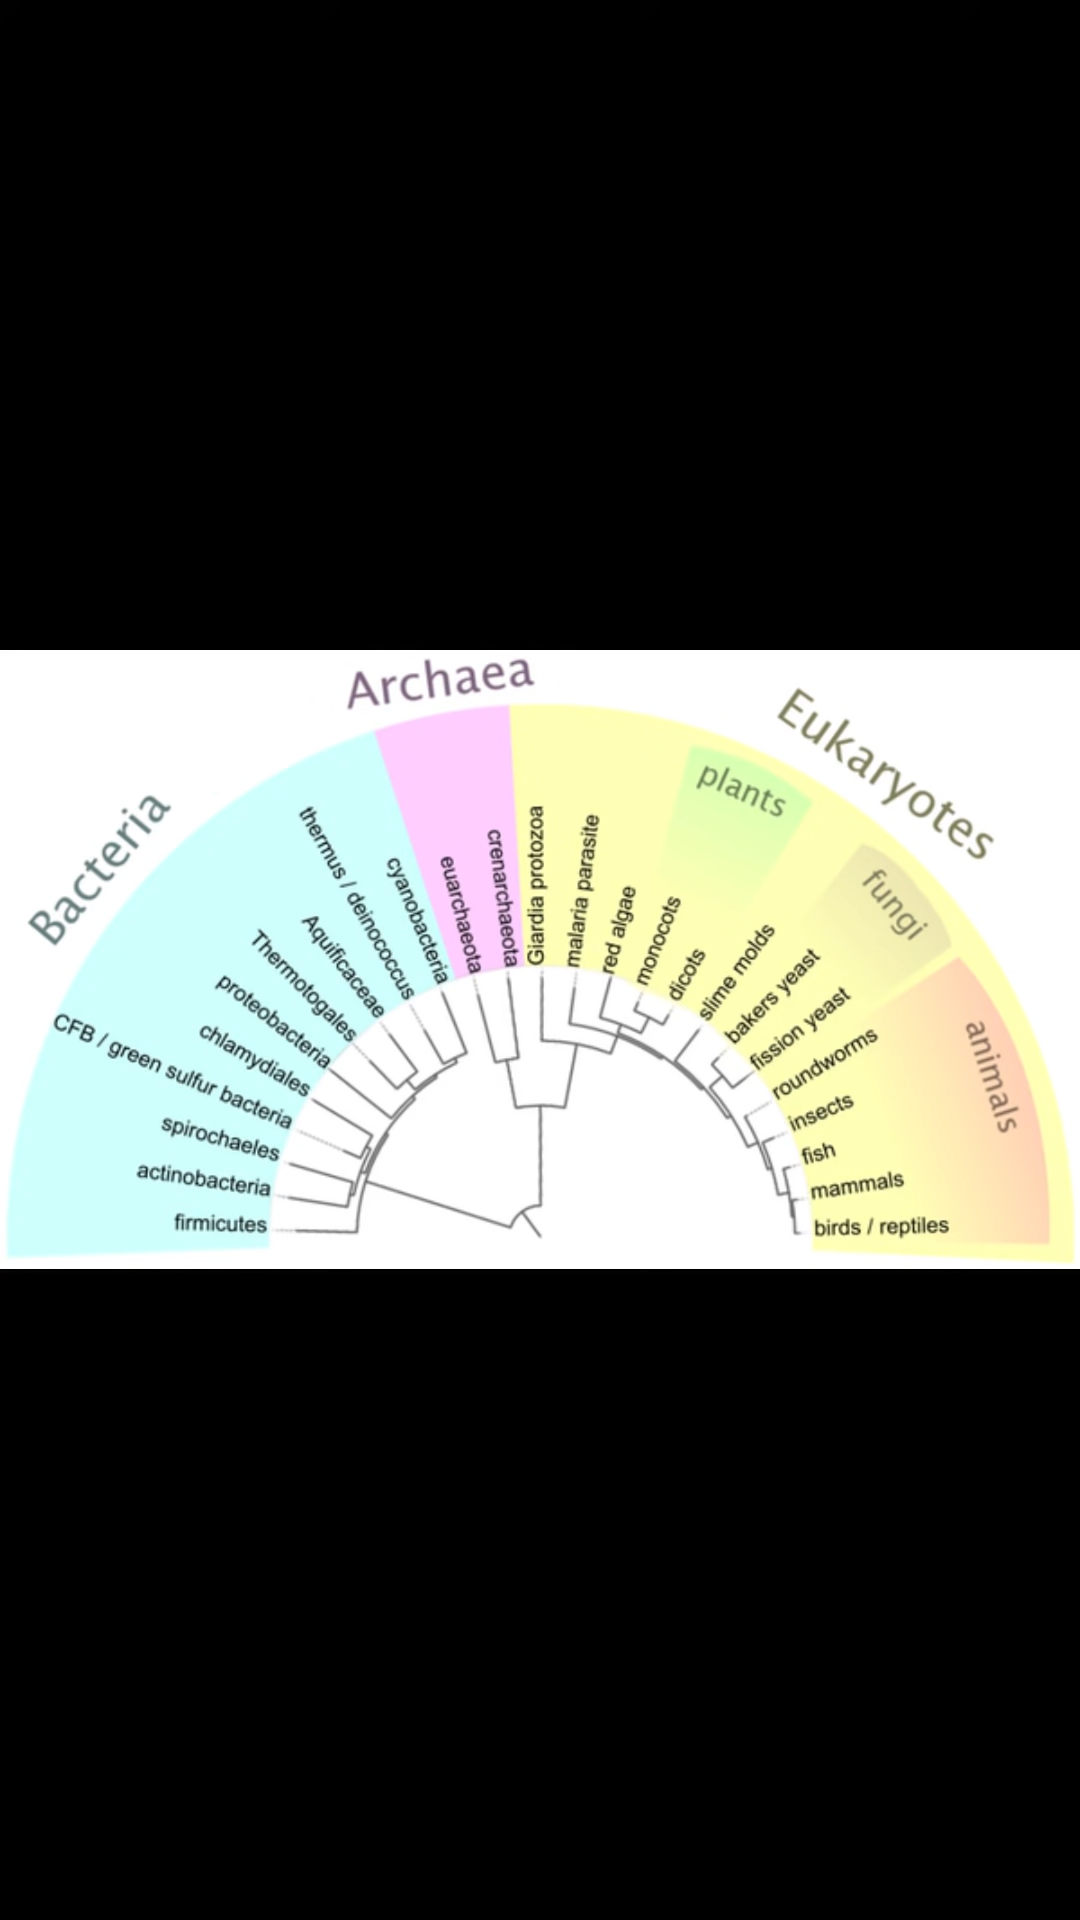 Archaea
Eukaryotes
Bacteria
plants
fungi
animals
firmicutes
actinobacteria
spirochaeles
CFB / green sulfur bacteria
chlamydiales
proteobacteria
Thermotogales
Aquificaceae
thermus / deinococcus
cyanobacteria
euarchaeota
crenarchaeota
Giardia protozoa
malaria parasite
red algae
monocots
dicots
slime molds
bakers yeast
fission yeast
roundworms
insects
fish
mammals
birds / reptiles